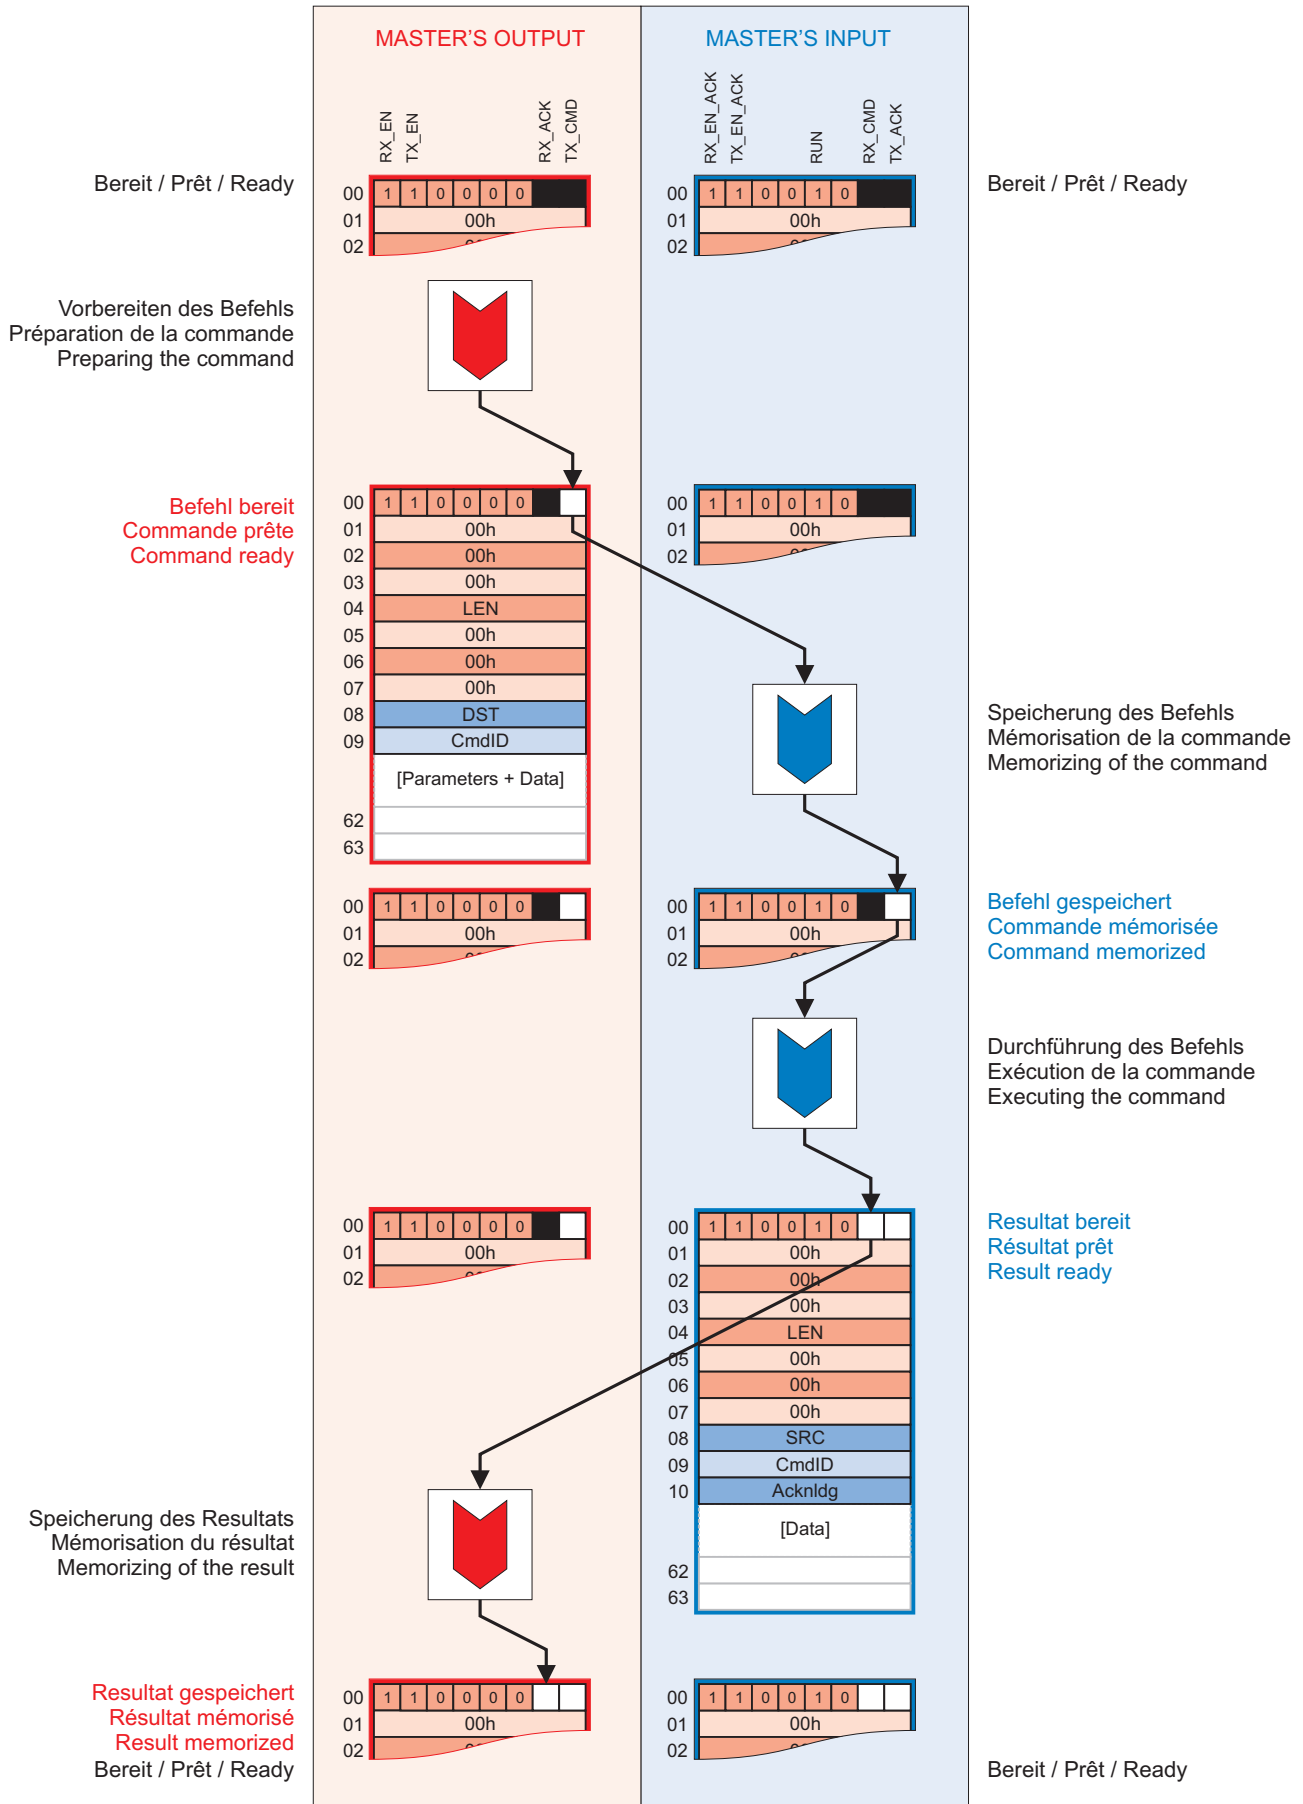 MASTER'S OUTPUT
MASTER'S INPUT
RX_EN
TX_EN
RX_ACK
TX_CMD
RX_EN_ACK
TX_EN_ACK
RUN
RX_CMD
TX_ACK
Bereit / Prêt / Ready
00 1 1 0 0 0 0
01 00h
02
00 1 1 0 0 1 0
01 00h
02
Bereit / Prêt / Ready
Vorbereiten des Befehls
Préparation de la commande
Preparing the command
Befehl bereit
Commande prête
Command ready
00 1 1 0 0 0 0
01 00h
02 00h
03 00h
04 LEN
05 00h
06 00h
07 00h
08 DST
09 CmdID
[Parameters + Data]
62
63
00 1 1 0 0 1 0
01 00h
02
Speicherung des Befehls
Mémorisation de la commande
Memorizing of the command
00 1 1 0 0 0 0
01 00h
02
00 1 1 0 0 1 0
01 00h
02
Befehl gespeichert
Commande mémorisée
Command memorized
Durchführung des Befehls
Exécution de la commande
Executing the command
00 1 1 0 0 0 0
01 00h
02
00 1 1 0 0 1 0
01 00h
02 00h
03 00h
04 LEN
05 00h
06 00h
07 00h
08 SRC
09 CmdID
10 Acknldg
[Data]
62
63
Resultat bereit
Résultat prêt
Result ready
Speicherung des Resultats
Mémorisation du résultat
Memorizing of the result
Resultat gespeichert
Résultat mémorisé
Result memorized
Bereit / Prêt / Ready
00 1 1 0 0 0 0
01 00h
02
00 1 1 0 0 1 0
01 00h
02
Bereit / Prêt / Ready